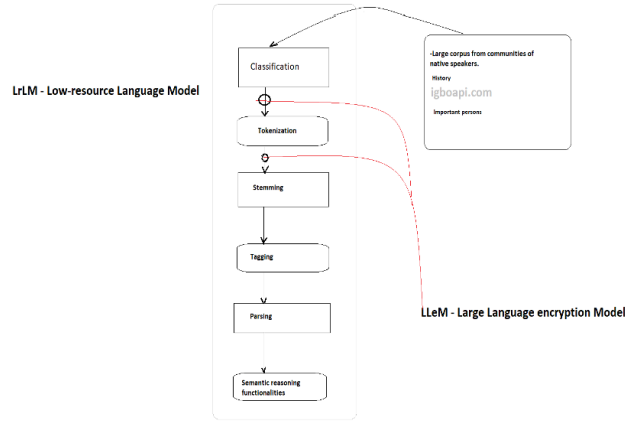 Classification
-Large corpus from communities of
native speakers.
History
igboapi.com
Important persons
LrLM - Low-resource Language Model
Tokenization
Stemming
Tagging
Parsing
LLeM - Large Language encryption Model
Semantic reasoning
functionalities